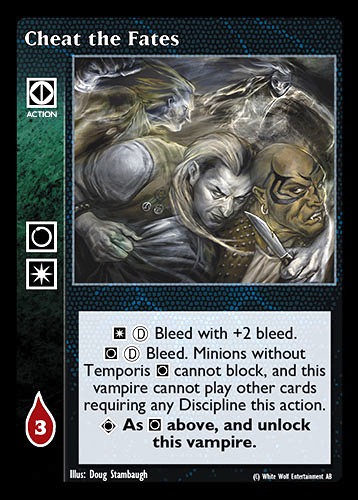 Cheat the Fates
ACTION
D Bleed with +2 bleed.
D Bleed. Minions without
Temporis cannot block, and this
vampire cannot play other cards
requiring any Discipline this action.
As above, and unlock
this vampire.
3
Illus: Doug Stambaugh (C) White Wolf Entertainment AB